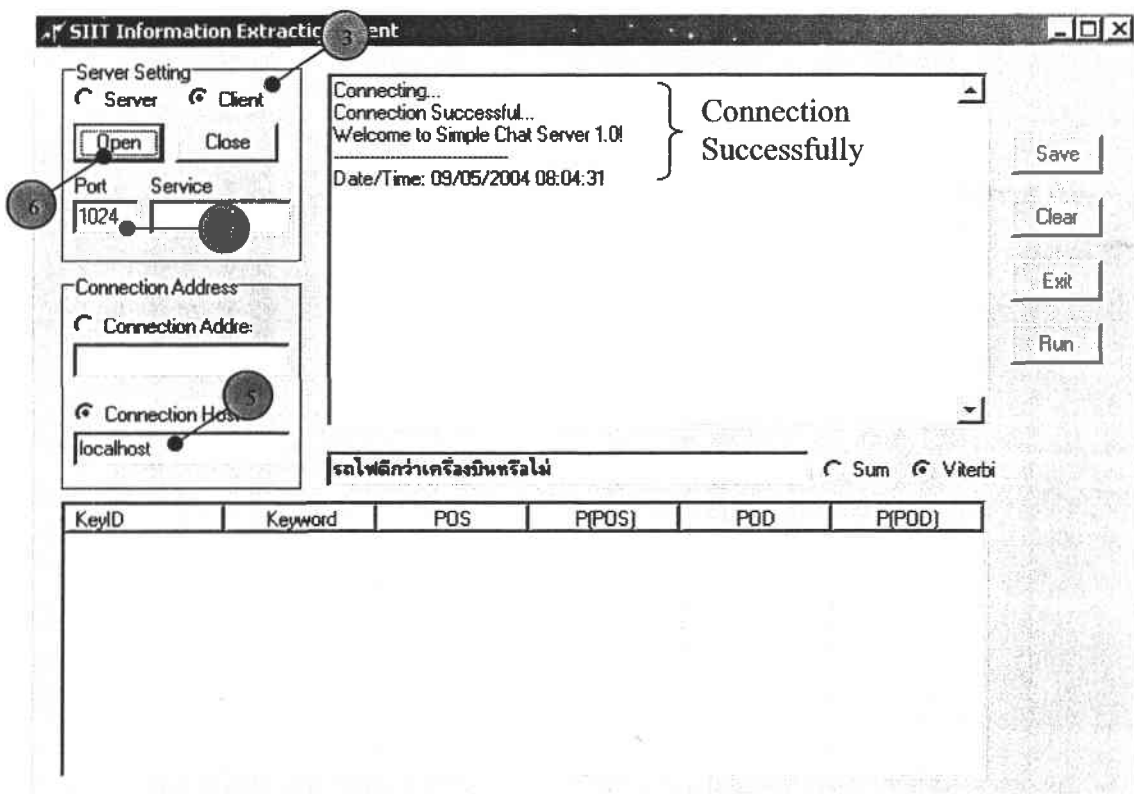 SIIT Information Extractic ent
3
Server Setting
Server Client
Open Close
Port Service
6
1024
Connection Address
Connection Addre:
5
Connection Hos
localhost
Connecting...
Connection Successful...
Welcome to Simple Chat Server 1.0!
------------------------------
Date/Time: 09/05/2004 08:04:31
Connection
Successfully
Save
Clear
Exit
Run
รถไฟดีกว่าเครื่องบินหรือไม่
Sum Viterbi
KeyID Keyword POS P(POS) POD P(POD)